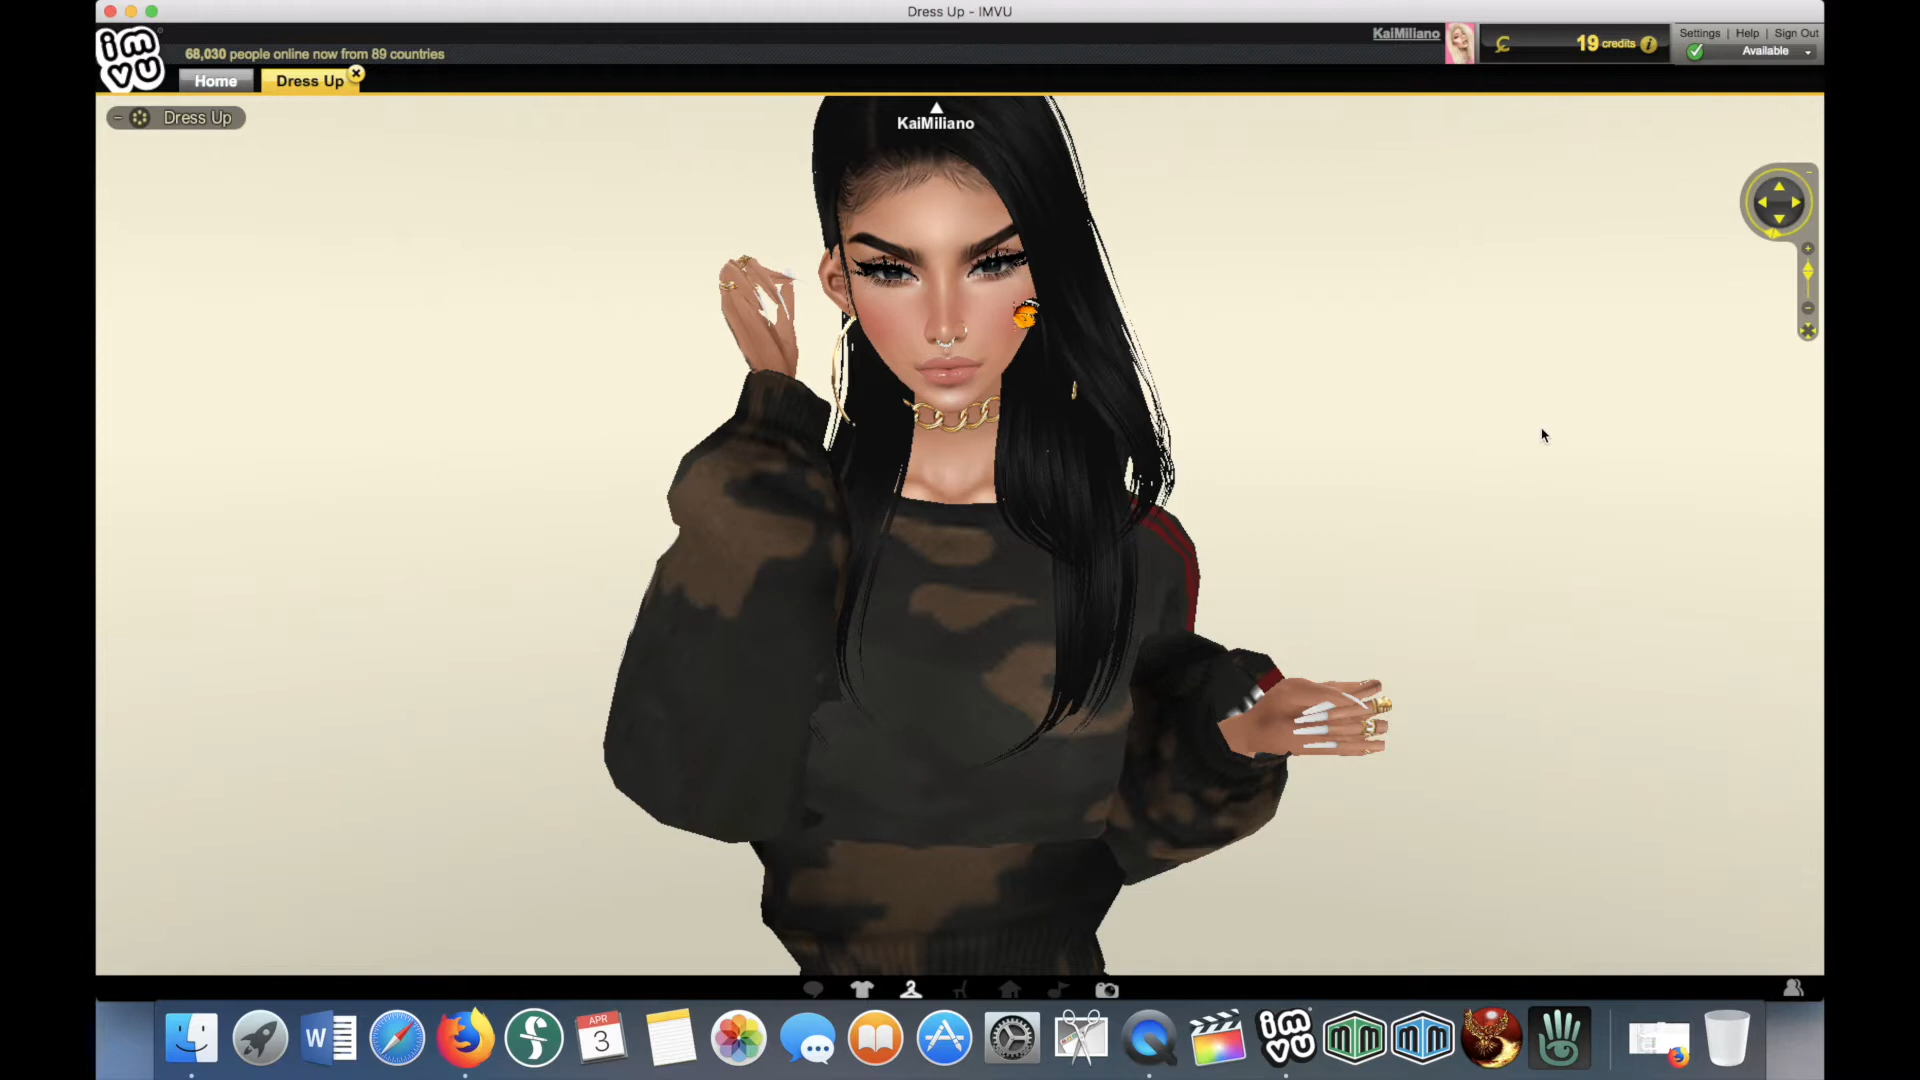 Dress Up - IMVU
imvu
68,030 people online now from 89 countries
KaiMiliano
19 credits
Settings | Help | Sign Out
Available
Home
Dress Up
Dress Up
KaiMiliano
W
APR
3
imvu